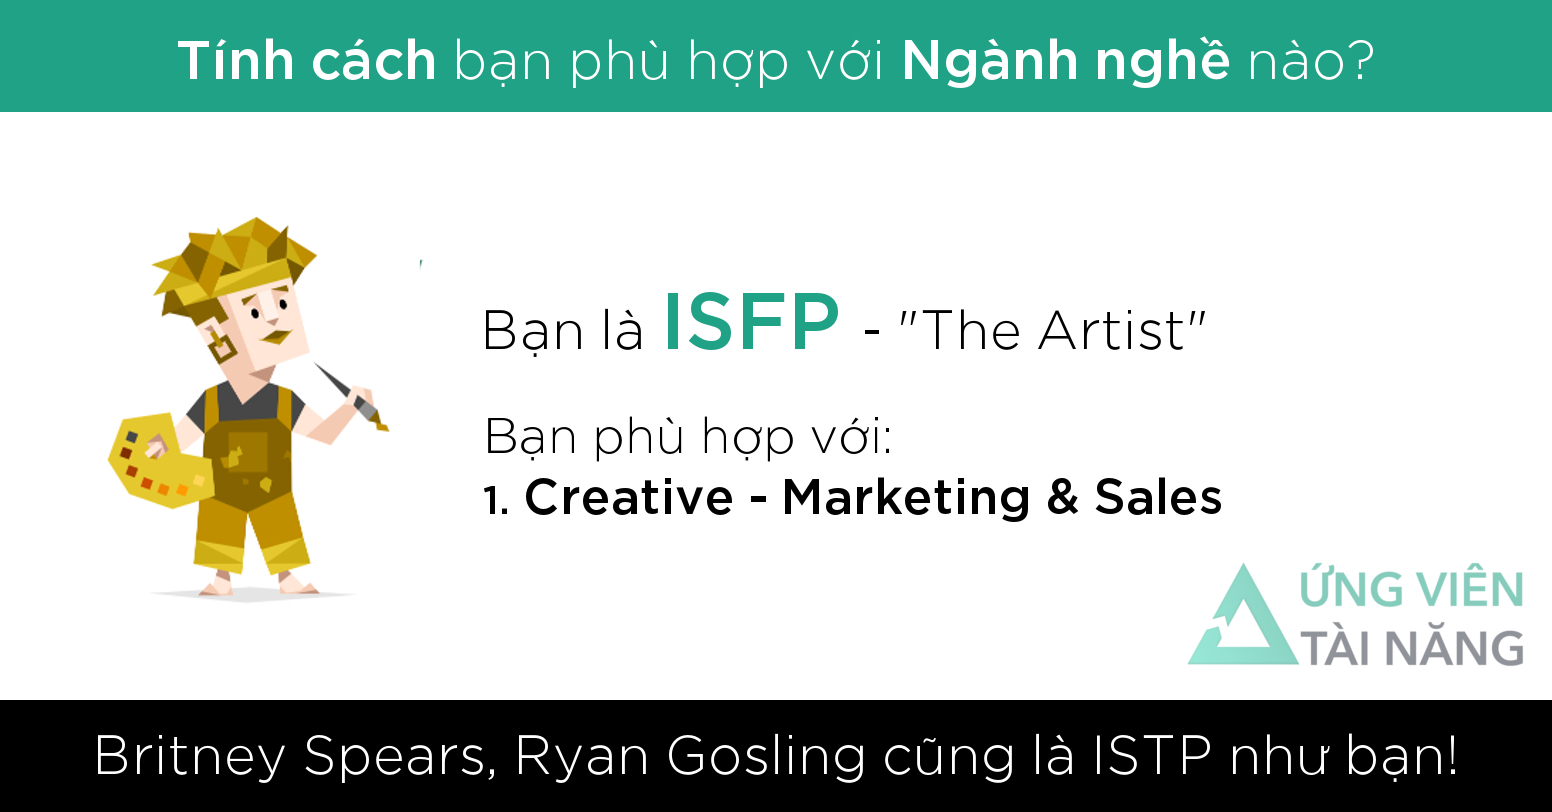 Tính cách bạn phù hợp với Ngành nghề nào?
Bạn là ISFP - "The Artist"
Bạn phù hợp với:
1. Creative - Marketing & Sales
ỨNG VIÊN
TÀI NĂNG
Britney Spears, Ryan Gosling cũng là ISTP như bạn!